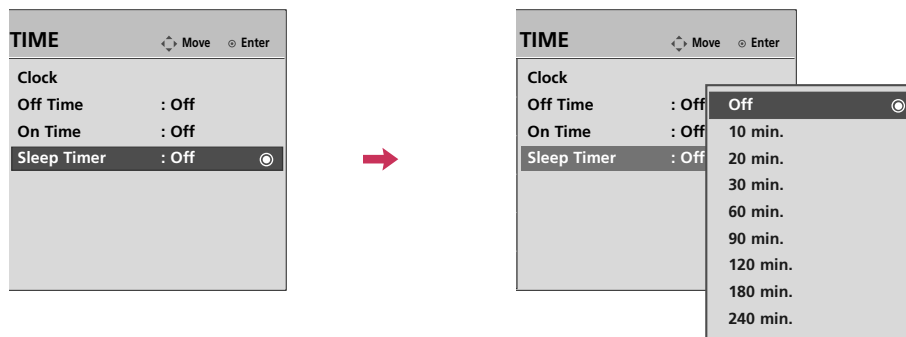 TIME Move Enter
Clock
Off Time : Off
On Time : Off
Sleep Timer : Off
TIME Move Enter
Clock
Off Time : Off
On Time : Off
Sleep Timer : Off
Off
10 min.
20 min.
30 min.
60 min.
90 min.
120 min.
180 min.
240 min.